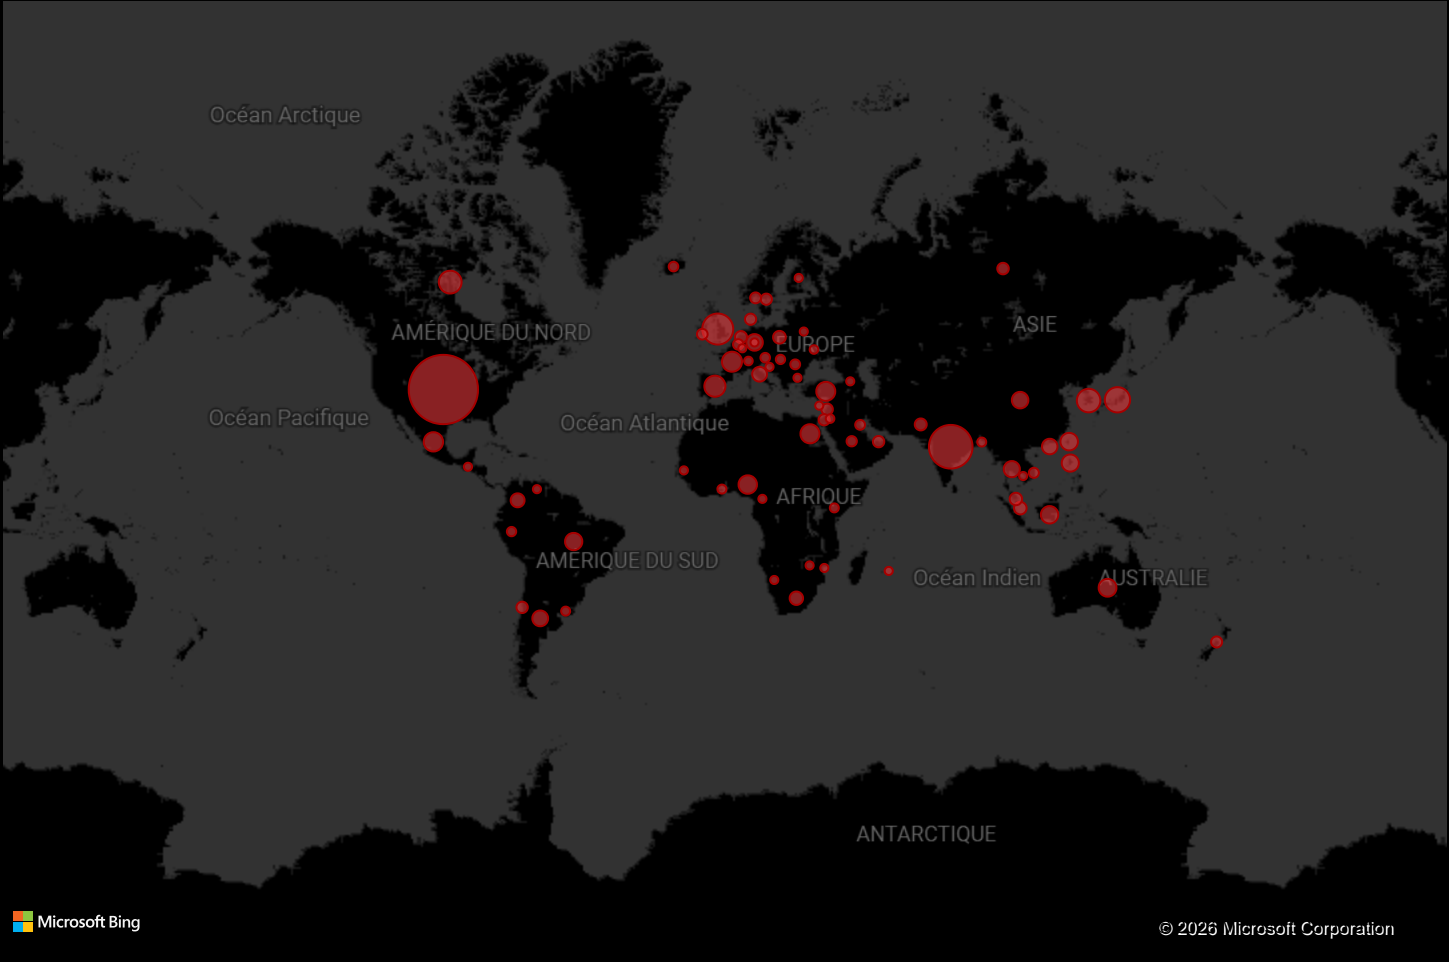 Océan Arctique
AMÉRIQUE DU NORD
ASIE
EUROPE
Océan Pacifique
Océan Atlantique
AFRIQUE
AMÉRIQUE DU SUD
Océan Indien
AUSTRALIE
ANTARCTIQUE
Microsoft Bing
© 2026 Microsoft Corporation